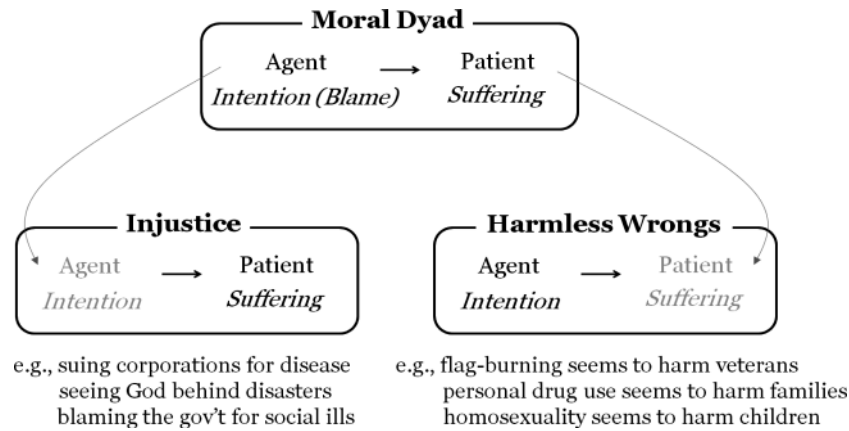 Moral Dyad
Agent → Patient
Intention (Blame) Suffering
Injustice
Agent → Patient
Intention Suffering
e.g., suing corporations for disease
seeing God behind disasters
blaming the gov't for social ills
Harmless Wrongs
Agent → Patient
Intention Suffering
e.g., flag-burning seems to harm veterans
personal drug use seems to harm families
homosexuality seems to harm children